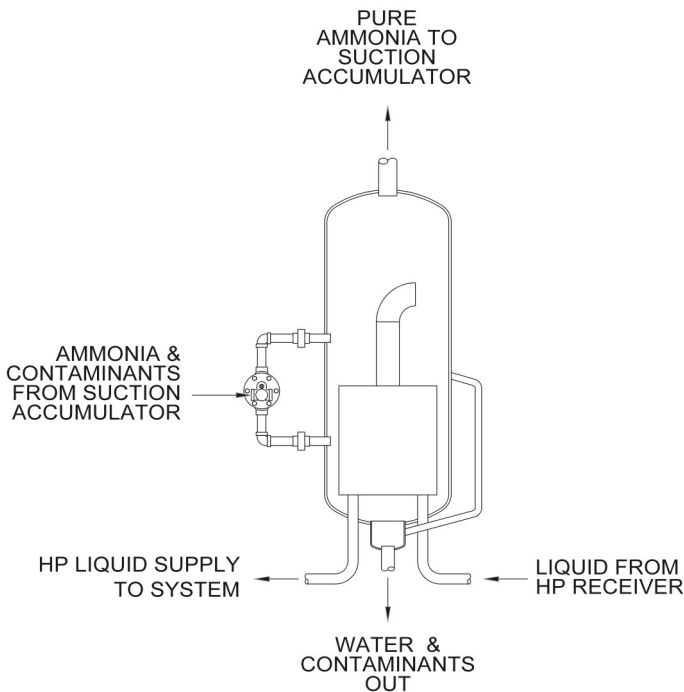 PURE
AMMONIA TO
SUCTION
ACCUMULATOR
AMMONIA &
CONTAMINANTS
FROM SUCTION
ACCUMULATOR
HP LIQUID SUPPLY
TO SYSTEM
LIQUID FROM
HP RECEIVER
WATER &
CONTAMINANTS
OUT